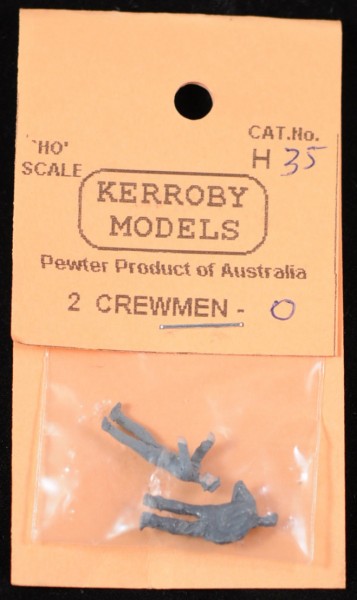 'HO'
SCALE
CAT.No.
H 35
KERROBY
MODELS
Pewter Product of Australia
2 CREWMEN - O